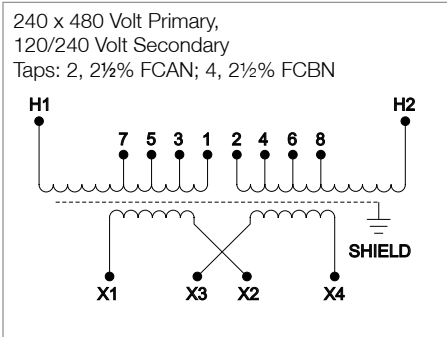 240 x 480 Volt Primary,
120/240 Volt Secondary
Taps: 2, 2½% FCAN; 4, 2½% FCBN
H1 H2
7 5 3 1 2 4 6 8
SHIELD
X1 X3 X2 X4